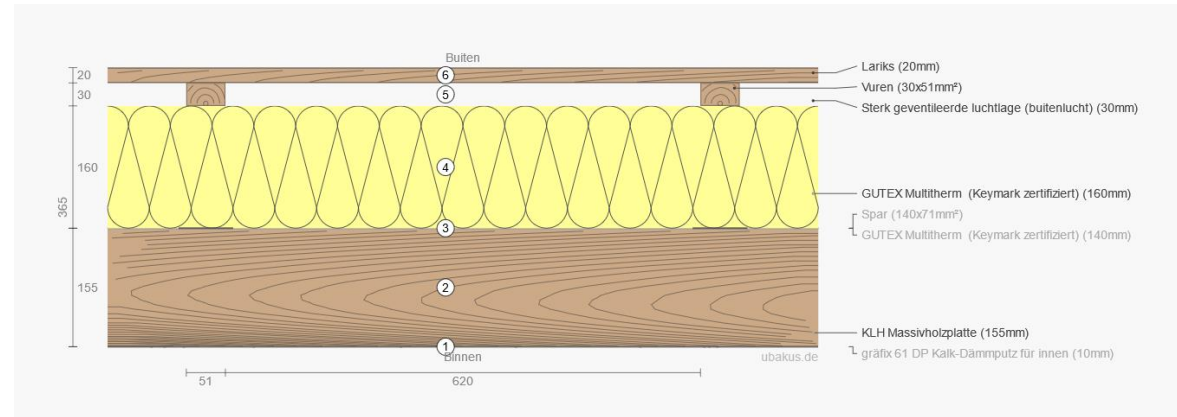 Buiten
20
6
Lariks (20mm)
30
5
Vuren (30x51mm²)
Sterk geventileerde luchtlage (buitenlucht) (30mm)
160
4
365
GUTEX Multitherm (Keymark zertifiziert) (160mm)
Spar (140x71mm²)
3
GUTEX Multitherm (Keymark zertifiziert) (140mm)
155
2
KLH Massivholzplatte (155mm)
1
Binnen
ubakus.de
gräfix 61 DP Kalk-Dämmputz für innen (10mm)
51
620